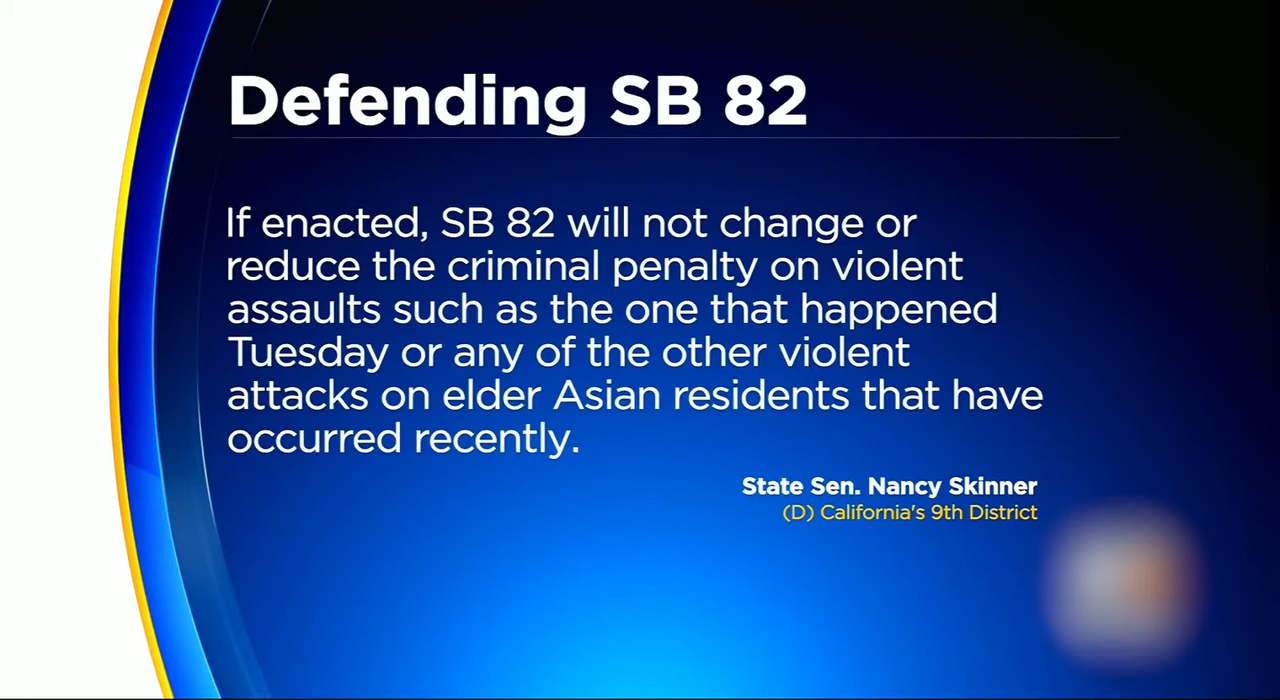 Defending SB 82
If enacted, SB 82 will not change or
reduce the criminal penalty on violent
assaults such as the one that happened
Tuesday or any of the other violent
attacks on elder Asian residents that have
occurred recently.
State Sen. Nancy Skinner
(D) California's 9th District